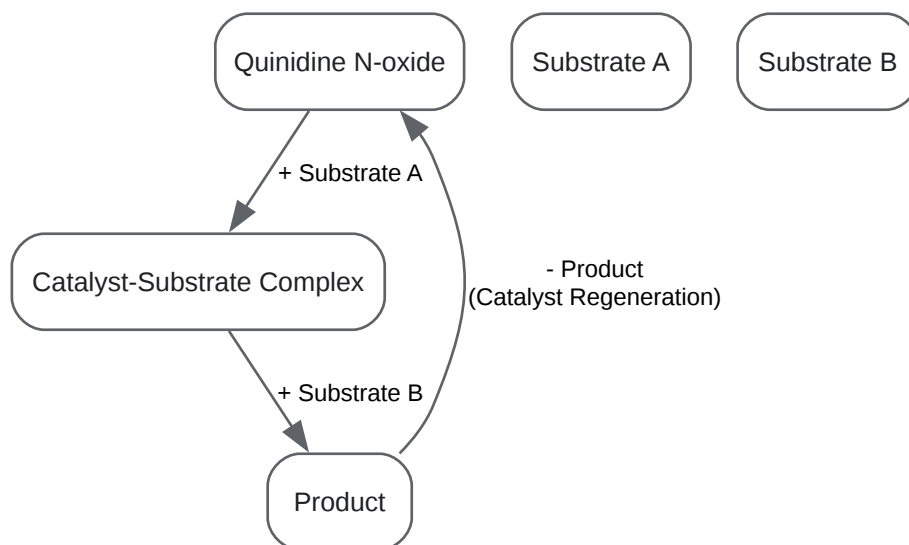 Quinidine N-oxide
Substrate A
Substrate B
+ Substrate A
Catalyst-Substrate Complex
- Product
(Catalyst Regeneration)
+ Substrate B
Product